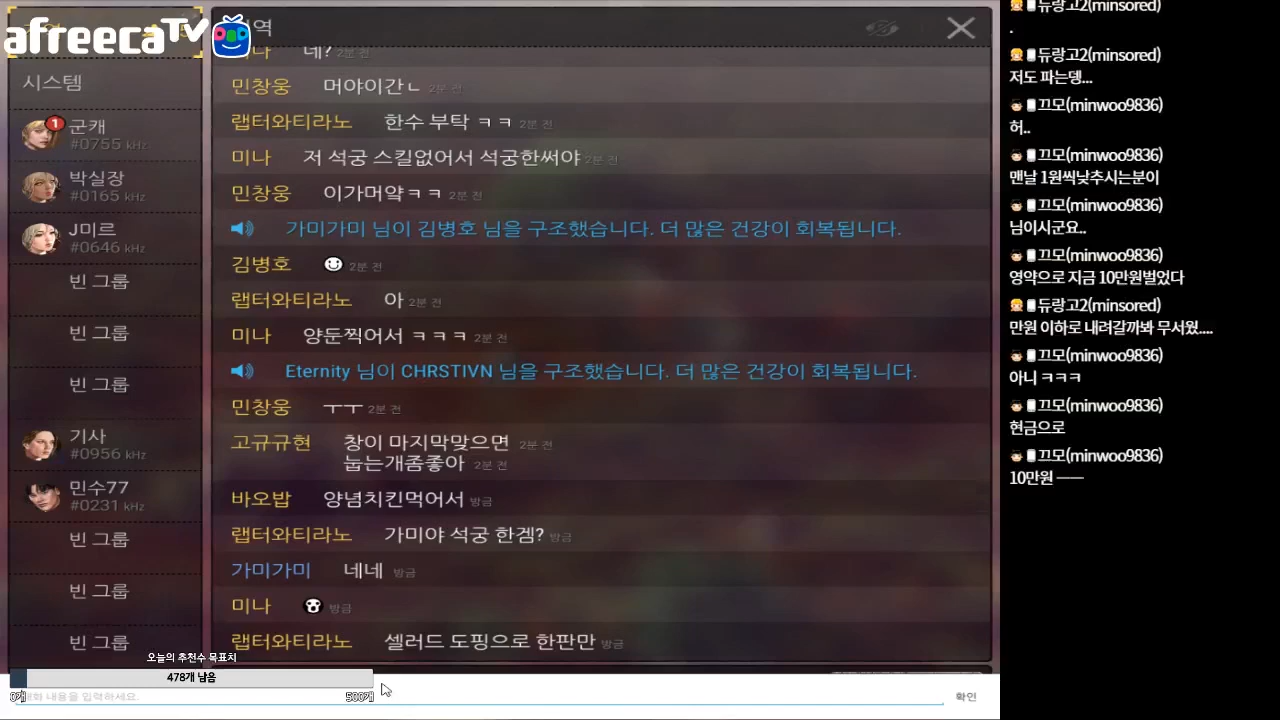 afreecaTV
시스템
군캐
1
#0755 kHz
박실장
#0165 kHz
J미르
#0646 kHz
빈 그룹
빈 그룹
빈 그룹
기사
#0956 kHz
민수77
#0231 kHz
빈 그룹
빈 그룹
빈 그룹
네? 2분 전
민창웅 머야이간ㄴ 2분 전
랩터와티라노 한수 부탁 ㅋㅋ 2분 전
미나 저 석궁 스킬없어서 석궁한써야 2분 전
민창웅 이가머약ㅋㅋ 2분 전
가미가미 님이 김병호 님을 구조했습니다. 더 많은 건강이 회복됩니다.
김병호 2분 전
랩터와티라노 아 2분 전
미나 양둔찍어서 ㅋㅋㅋ 2분 전
Eternity 님이 CHRSTIVN 님을 구조했습니다. 더 많은 건강이 회복됩니다.
민창웅 ㅜㅜ 2분 전
고규규현 창이 마지막맞으면 2분 전
눕는개좀좋아 2분 전
바오밥 양념치킨먹어서 방금
랩터와티라노 가미야 석궁 한겜? 방금
가미가미 네네 방금
미나 방금
랩터와티라노 셀러드 도핑으로 한판만 방금
오늘의 추천수 목표치
478개 남음
0개 500개
내용을 입력하세요.
확인
듀랑고2(minsored)
.
듀랑고2(minsored)
저도 파는뎅...
끄모(minwoo9836)
허..
끄모(minwoo9836)
맨날 1원씩낮추시는분이
끄모(minwoo9836)
님이시군요..
끄모(minwoo9836)
영약으로 지금 10만원벌었다
듀랑고2(minsored)
만원 이하로 내려갈까봐 무서웠....
끄모(minwoo9836)
아니 ㅋㅋㅋ
끄모(minwoo9836)
현금으로
끄모(minwoo9836)
10만원 ㅡㅡ